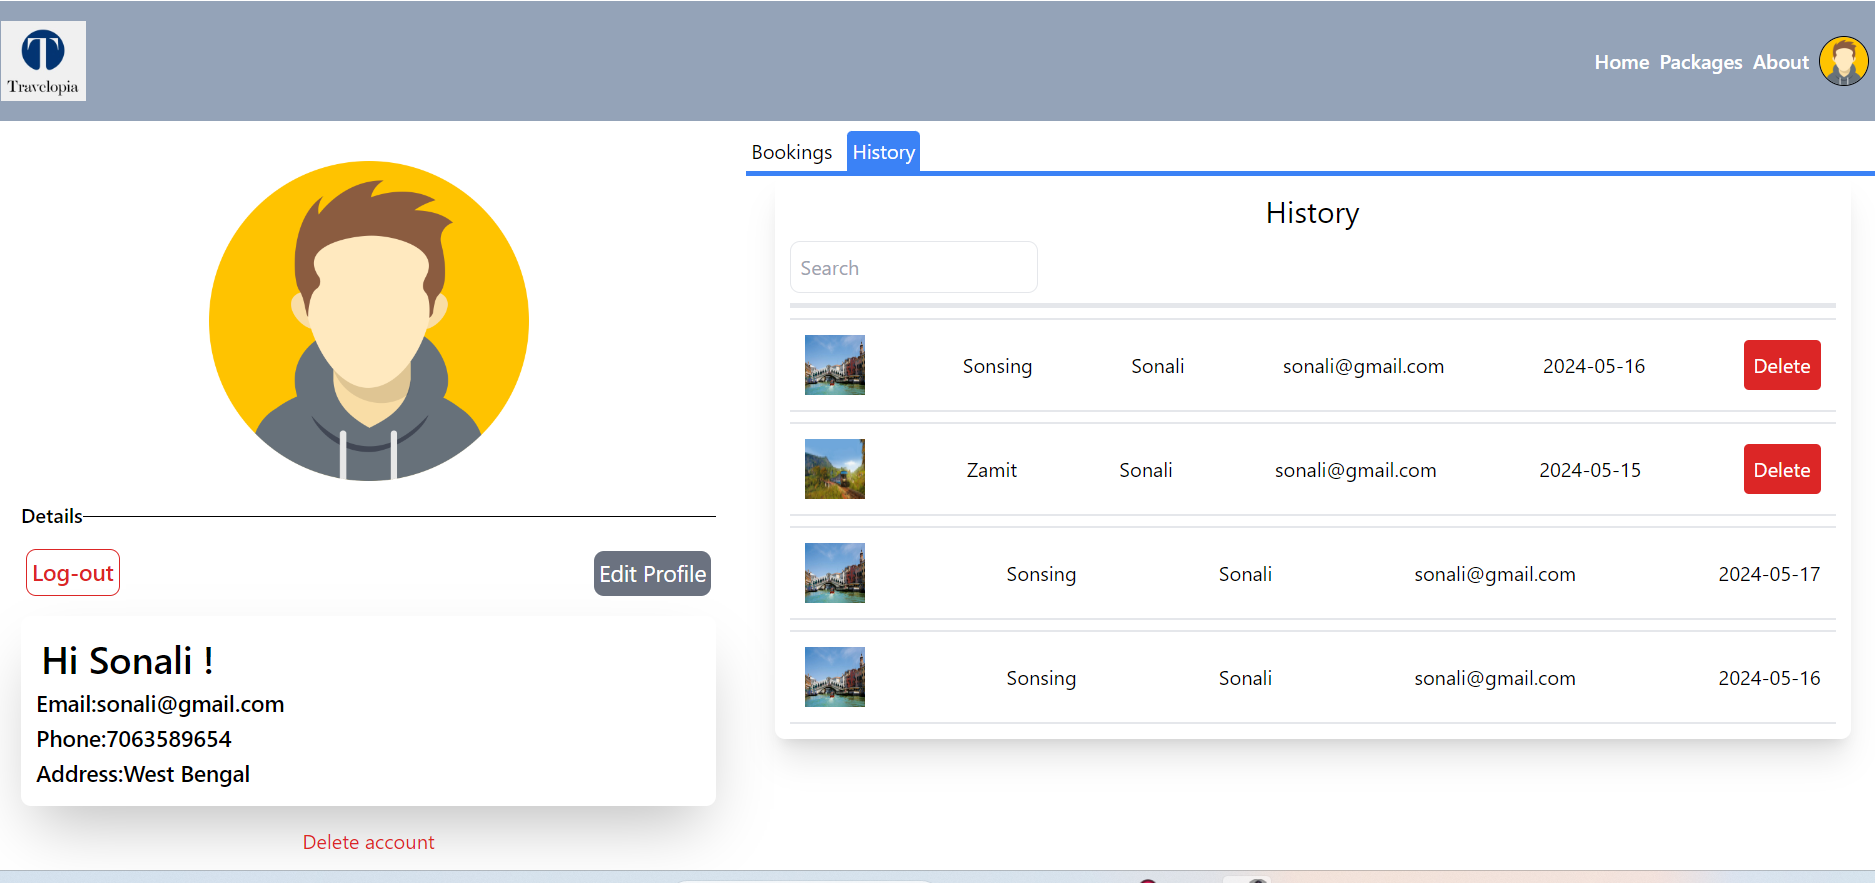 T
Travelopia
Home Packages About
Bookings History
History
Search
Sonsing Sonali sonali@gmail.com 2024-05-16 Delete
Zamit Sonali sonali@gmail.com 2024-05-15 Delete
Sonsing Sonali sonali@gmail.com 2024-05-17
Sonsing Sonali sonali@gmail.com 2024-05-16
Details
Log-out Edit Profile
Hi Sonali !
Email:sonali@gmail.com
Phone:7063589654
Address:West Bengal
Delete account